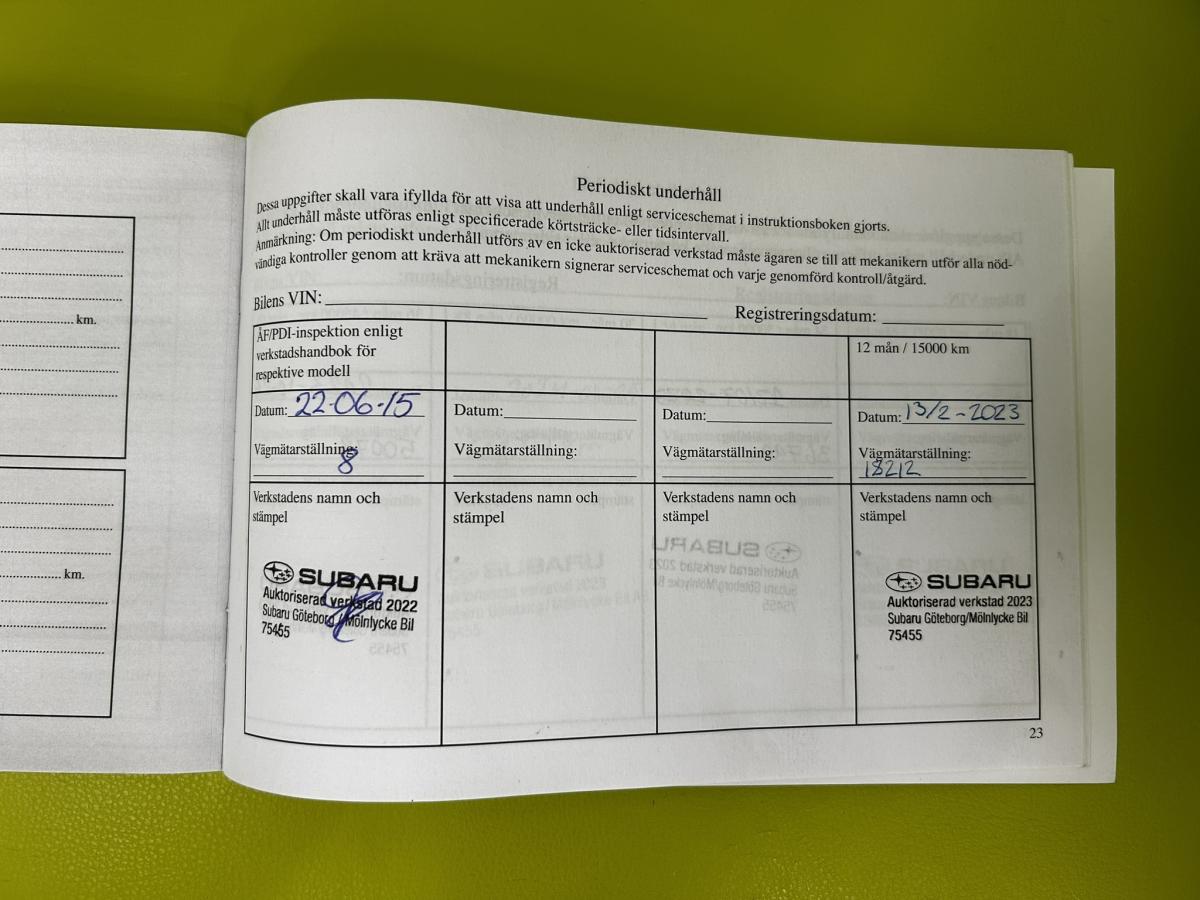 km.
km.
Periodiskt underhåll
Dessa uppgifter skall vara ifyllda för att visa att underhåll enligt serviceschemat i instruktionsboken gjorts.
Allt underhåll måste utföras enligt specificerade körtsträcke- eller tidsintervall.
Anmärkning: Om periodiskt underhåll utförs av en icke auktoriserad verkstad måste ägaren se till att mekanikern utför alla nöd-
vändiga kontroller genom att kräva att mekanikern signerar serviceschemat och varje genomförd kontroll/åtgärd.
Bilens VIN:
Registreringsdatum:
ÅF/PDI-inspektion enligt
verkstadshandbok för
respektive modell
Datum: 22-06-15
Vägmätarställning:
8
Verkstadens namn och
stämpel
SUBARU
Auktoriserad verkstad 2022
Subaru Göteborg/Mölnlycke Bil
75455
Datum:
Vägmätarställning:
Verkstadens namn och
stämpel
Datum:
Vägmätarställning:
Verkstadens namn och
stämpel
12 mån / 15000 km
Datum: 13/2-2023
Vägmätarställning:
18212
Verkstadens namn och
stämpel
SUBARU
Auktoriserad verkstad 2023
Subaru Göteborg/Mölnlycke Bil
75455
23